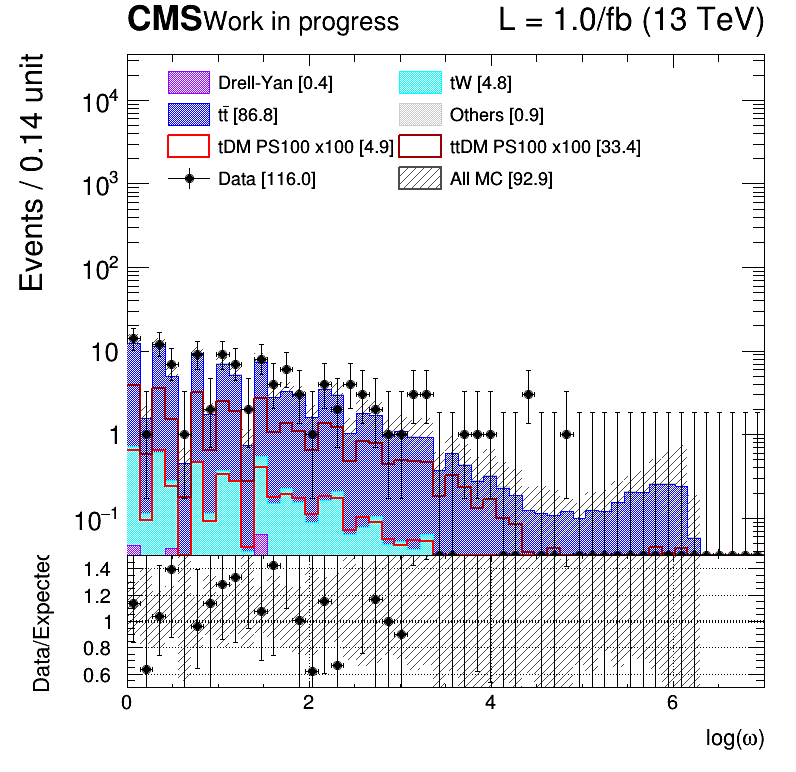 CMS Work in progress L = 1.0/fb (13 TeV)
Events / 0.14 unit
Drell-Yan [0.4] tW [4.8]
tt̄ [86.8] Others [0.9]
tDM PS100 x100 [4.9] ttDM PS100 x100 [33.4]
Data [116.0] All MC [92.9]
10⁴
10³
10²
10
1
10⁻¹
Data/Expected
1.4
1.2
1
0.8
0.6
0 2 4 6
log(ω)